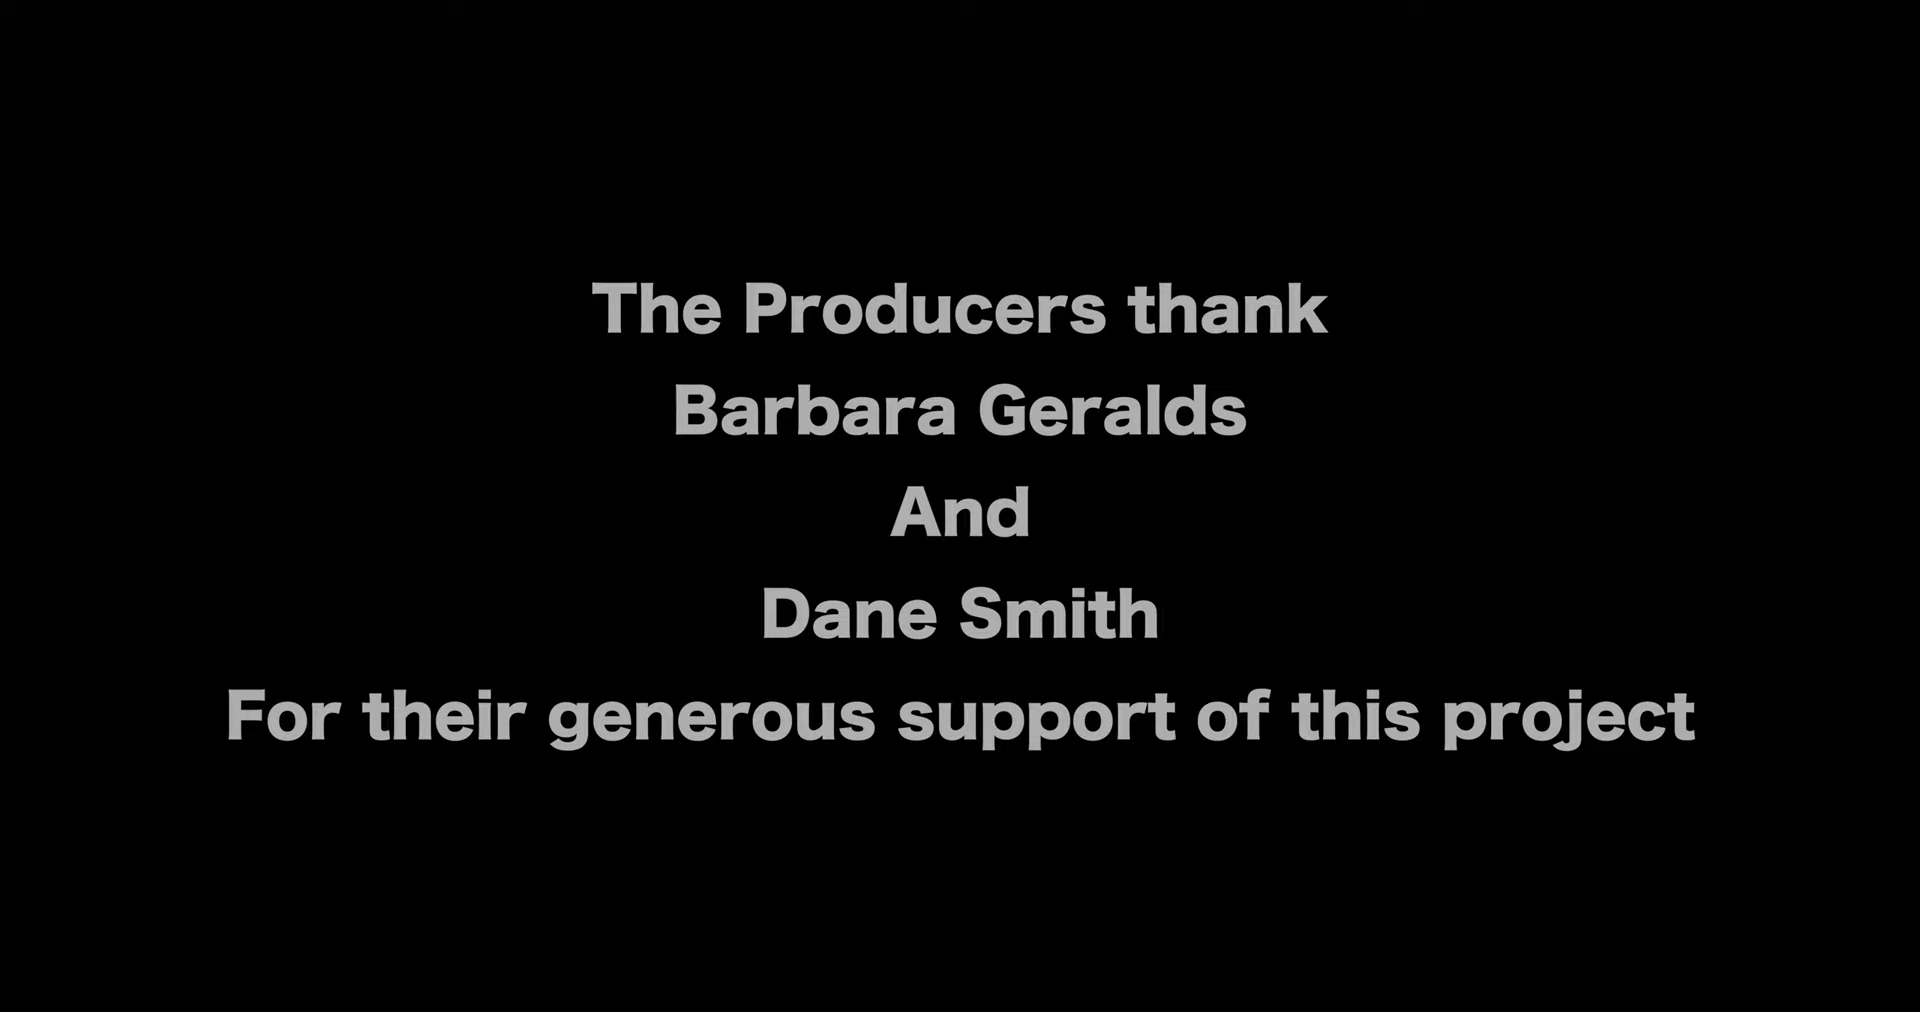 The Producers thank
Barbara Geralds
And
Dane Smith
For their generous support of this project